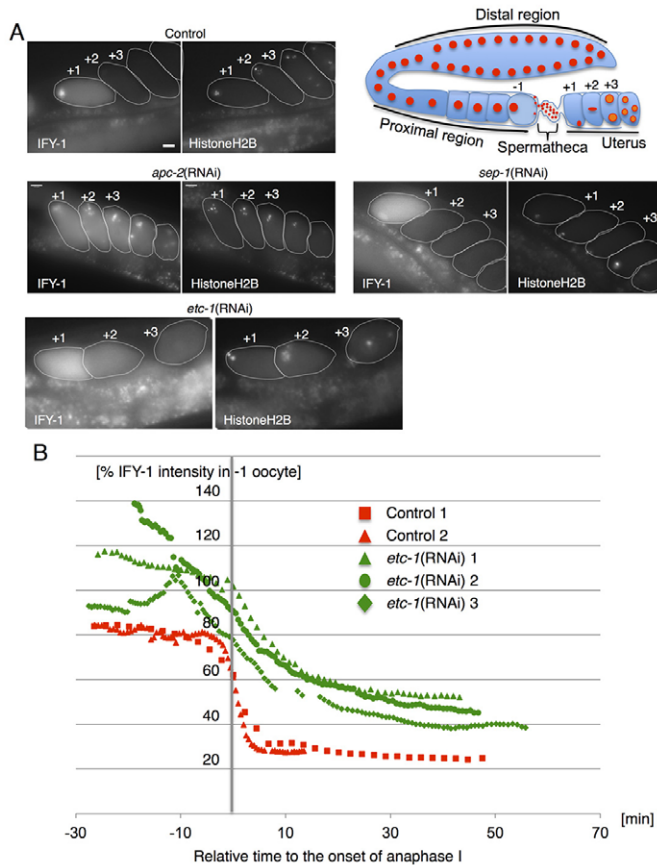 A
Control
+1 +2 +3
+1 +2 +3
IFY-1
HistoneH2B
Distal region
-1
+1 +2 +3
Proximal region
Spermatheca
Uterus
apc-2(RNAi)
+1 +2 +3
+1 +2 +3
IFY-1
HistoneH2B
sep-1(RNAi)
+1
+2
+3
+1
+2
+3
IFY-1
HistoneH2B
etc-1(RNAi)
+1 +2 +3
+1 +2 +3
IFY-1
HistoneH2B
B
[% IFY-1 intensity in -1 oocyte]
140
120
100
80
60
40
20
Control 1
Control 2
etc-1(RNAi) 1
etc-1(RNAi) 2
etc-1(RNAi) 3
-30 -10 10 30 50 70
[min]
Relative time to the onset of anaphase I